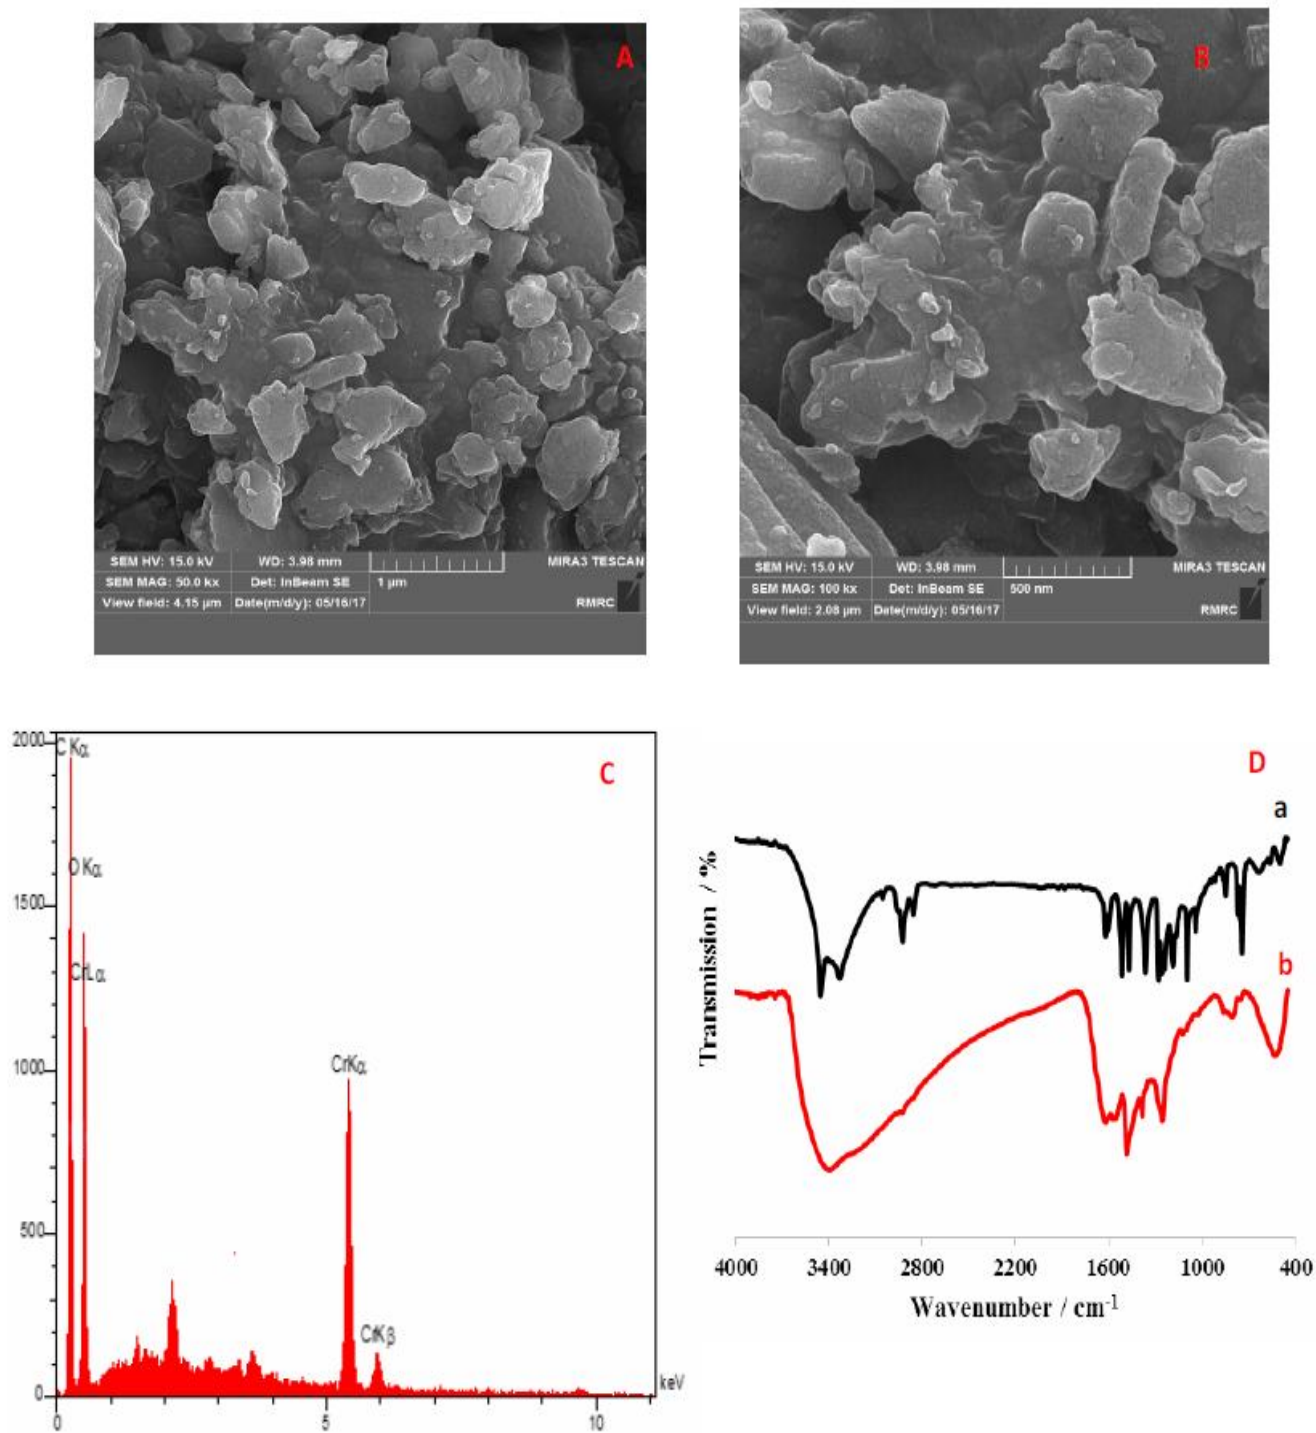 A
SEM HV: 15.0 kV WD: 3.98 mm MIRA3 TESCAN
SEM MAG: 50.0 kx Det: InBeam SE 1 µm
View field: 4.15 µm Date(m/d/y): 05/16/17 RMRC
B
SEM HV: 15.0 kV WD: 3.98 mm MIRA3 TESCAN
SEM MAG: 100 kx Det: InBeam SE 500 nm
View field: 2.08 µm Date(m/d/y): 05/16/17 RMRC
C
2000
1500
1000
500
0
CKα
OKα
CrLα
CrKα
CrKβ
keV
0 5 10
D
a
b
Transmission / %
4000 3400 2800 2200 1600 1000 400
Wavenumber / cm⁻¹